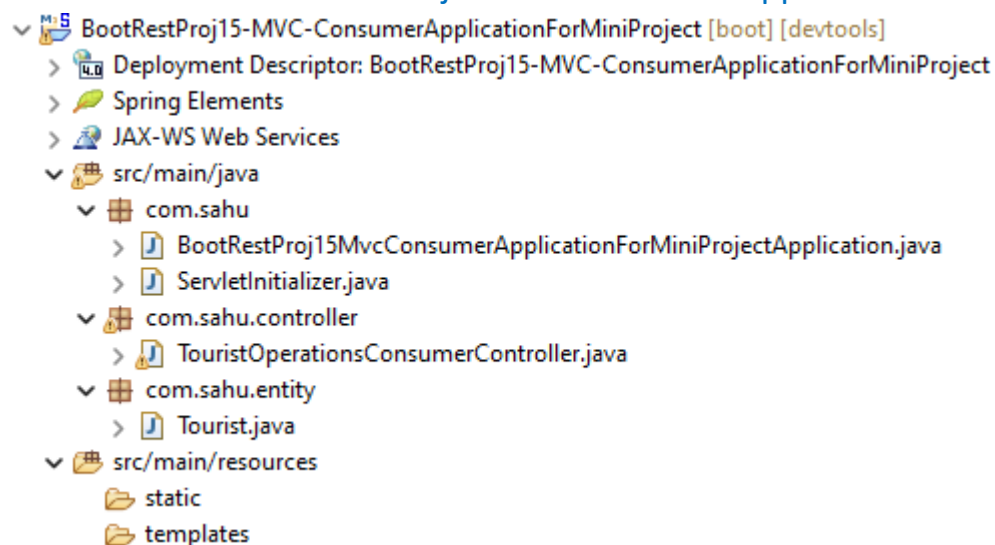 BootRestProj15-MVC-ConsumerApplicationForMiniProject [boot] [devtools]
Deployment Descriptor: BootRestProj15-MVC-ConsumerApplicationForMiniProject
Spring Elements
JAX-WS Web Services
src/main/java
com.sahu
BootRestProj15MvcConsumerApplicationForMiniProjectApplication.java
ServletInitializer.java
com.sahu.controller
TouristOperationsConsumerController.java
com.sahu.entity
Tourist.java
src/main/resources
static
templates